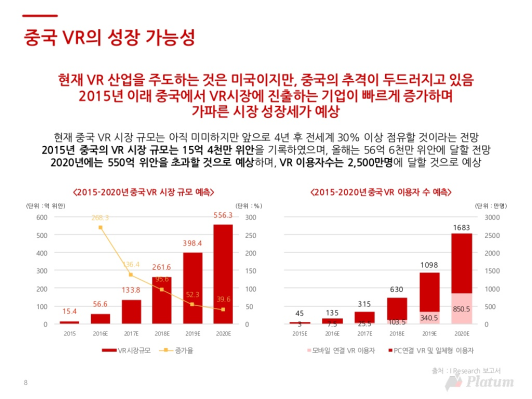 중국 VR의 성장 가능성
현재 VR 산업을 주도하는 것은 미국이지만, 중국의 추격이 두드러지고 있음
2015년 이래 중국에서 VR시장에 진출하는 기업이 빠르게 증가하며
가파른 시장 성장세가 예상
현재 중국 VR 시장 규모는 아직 미미하지만 앞으로 4년 후 전세계 30% 이상 점유할 것이라는 전망
2015년 중국의 VR 시장 규모는 15억 4천만 위안을 기록하였으며, 올해는 56억 6천만 위안에 달할 전망
2020년에는 550억 위안을 초과할 것으로 예상하며, VR 이용자수는 2,500만명에 달할 것으로 예상
<2015-2020년 중국 VR 시장 규모 예측>
(단위 : 억 위안)
(단위 : %)
600 500 400 300 200 100 0
300 250 200 150 100 50 0
15.4 56.6 133.8 261.6 398.4 556.3
268.3 136.4 95.6 52.3 39.6
2015 2016E 2017E 2018E 2019E 2020E
VR시장규모 증가율
<2015-2020년 중국 VR 이용자 수 예측>
(단위 : 만명)
3000 2500 2000 1500 1000 500 0
45 135 315 630 1098 1683
3 7.5 25.5 103.5 340.5 850.5
2015E 2016E 2017E 2018E 2019E 2020E
모바일 연결 VR 이용자 PC연결 VR 및 일체형 이용자
출처 : I Research 보고서
8
Platum